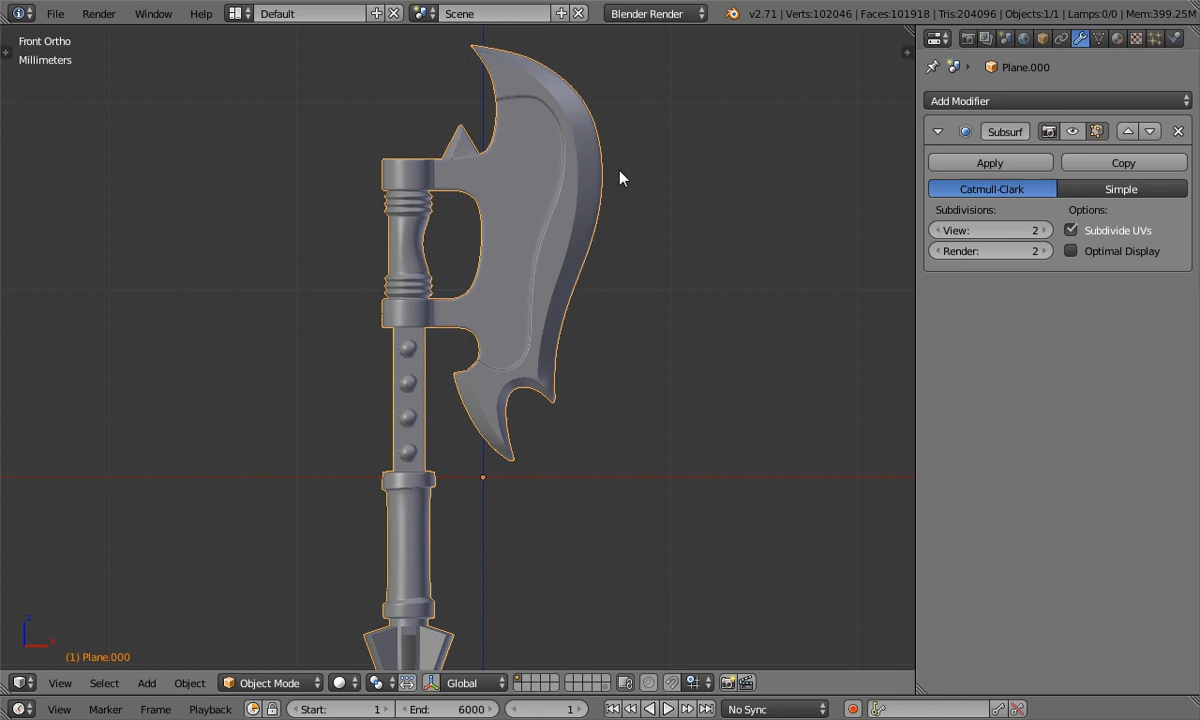 File Render Window Help Default Scene Blender Render v2.71 | Verts:102046 | Faces:101918 | Tris:204096 | Objects:1/1 | Lamps:0/0 | Mem:399.25M
Front Ortho
Millimeters
Plane.000
Add Modifier
Subsurf
Apply Copy
Catmull-Clark Simple
Subdivisions: Options:
View: 2 Subdivide UVs
Render: 2 Optimal Display
z
x
(1) Plane.000
View Select Add Object Object Mode Global
View Marker Frame Playback Start: 1 End: 6000 1 No Sync